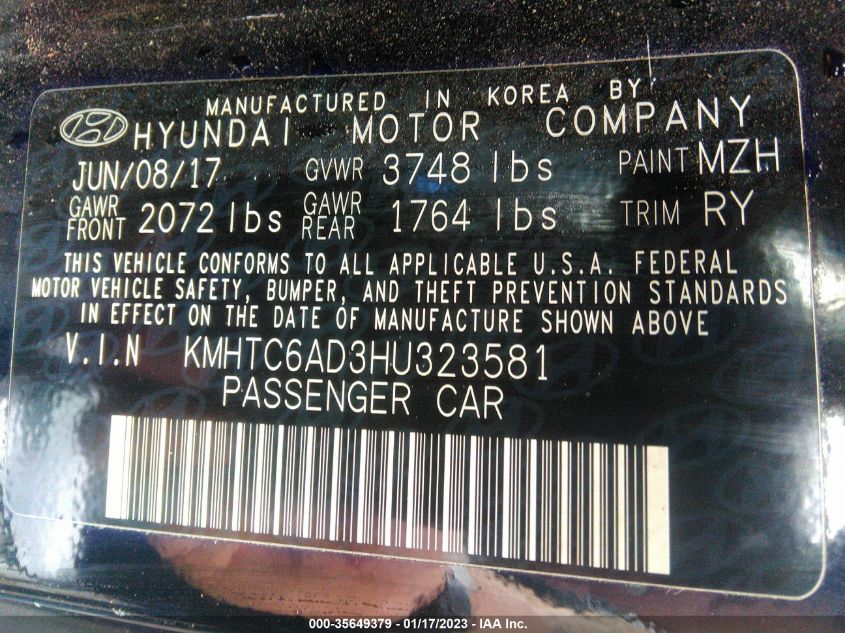 MANUFACTURED IN KOREA BY
HYUNDAI MOTOR COMPANY
JUN/08/17 GVWR 3748 lbs PAINT MZH
GAWR FRONT 2072 lbs GAWR REAR 1764 lbs TRIM RY
THIS VEHICLE CONFORMS TO ALL APPLICABLE U.S.A. FEDERAL
MOTOR VEHICLE SAFETY, BUMPER, AND THEFT PREVENTION STANDARDS
IN EFFECT ON THE DATE OF MANUFACTURE SHOWN ABOVE
V.I.N KMHTC6AD3HU323581
PASSENGER CAR
000-35649379 - 01/17/2023 - IAA Inc.